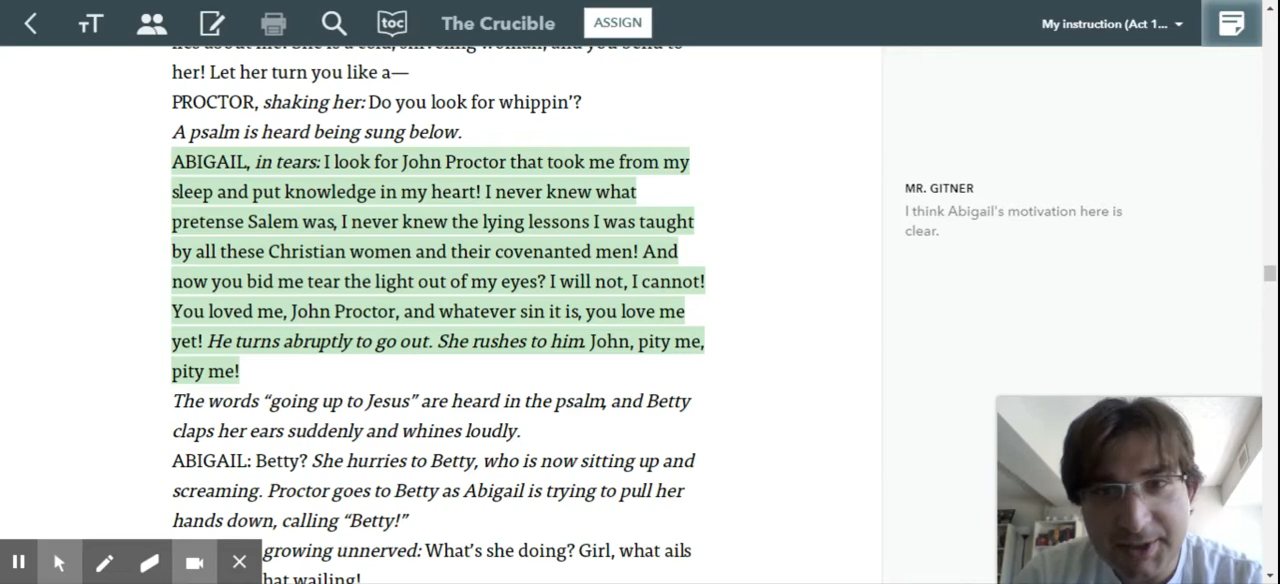 The Crucible
ASSIGN
My instruction (Act 1...
toc
her! Let her turn you like a—
PROCTOR, shaking her: Do you look for whippin'?
A psalm is heard being sung below.
ABIGAIL, in tears: I look for John Proctor that took me from my
sleep and put knowledge in my heart! I never knew what
pretense Salem was, I never knew the lying lessons I was taught
by all these Christian women and their covenanted men! And
now you bid me tear the light out of my eyes? I will not, I cannot!
You loved me, John Proctor, and whatever sin it is, you love me
yet! He turns abruptly to go out. She rushes to him. John, pity me,
pity me!
The words “going up to Jesus” are heard in the psalm, and Betty
claps her ears suddenly and whines loudly.
ABIGAIL: Betty? She hurries to Betty, who is now sitting up and
screaming. Proctor goes to Betty as Abigail is trying to pull her
hands down, calling “Betty!”
growing unnerved: What's she doing? Girl, what ails
hat wailing!
MR. GITNER
I think Abigail's motivation here is
clear.